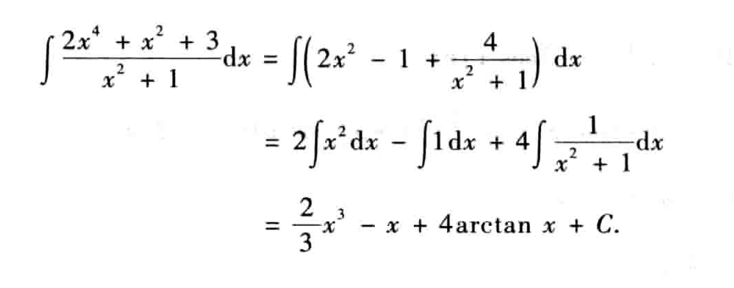 ∫ (2x⁴ + x² + 3)/(x² + 1) dx = ∫(2x² - 1 + 4/(x² + 1)) dx
= 2∫x²dx - ∫1dx + 4∫ 1/(x² + 1) dx
= 2/3 x³ - x + 4arctan x + C.